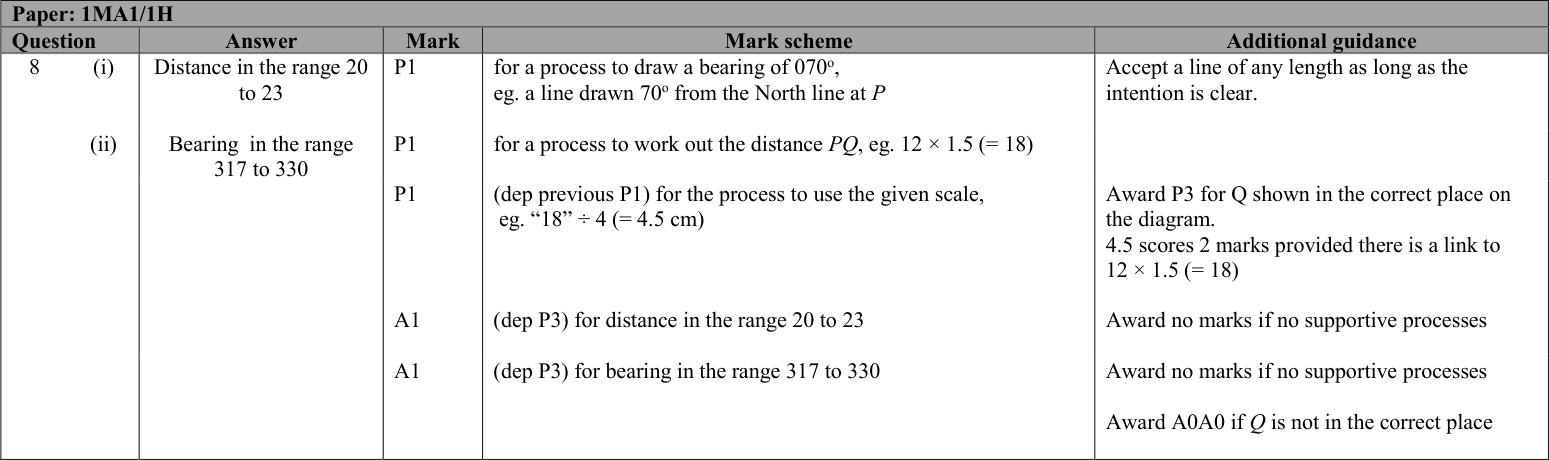 Paper: 1MA1/1H
Question Answer Mark Mark scheme Additional guidance
8 (i) Distance in the range 20 P1 for a process to draw a bearing of 070º, Accept a line of any length as long as the
to 23 eg. a line drawn 70º from the North line at P intention is clear.
(ii) Bearing in the range P1 for a process to work out the distance PQ, eg. 12 × 1.5 (= 18)
317 to 330
P1 (dep previous P1) for the process to use the given scale, Award P3 for Q shown in the correct place on
eg. “18” ÷ 4 (= 4.5 cm) the diagram.
4.5 scores 2 marks provided there is a link to
12 × 1.5 (= 18)
A1 (dep P3) for distance in the range 20 to 23 Award no marks if no supportive processes
A1 (dep P3) for bearing in the range 317 to 330 Award no marks if no supportive processes
Award A0A0 if Q is not in the correct place